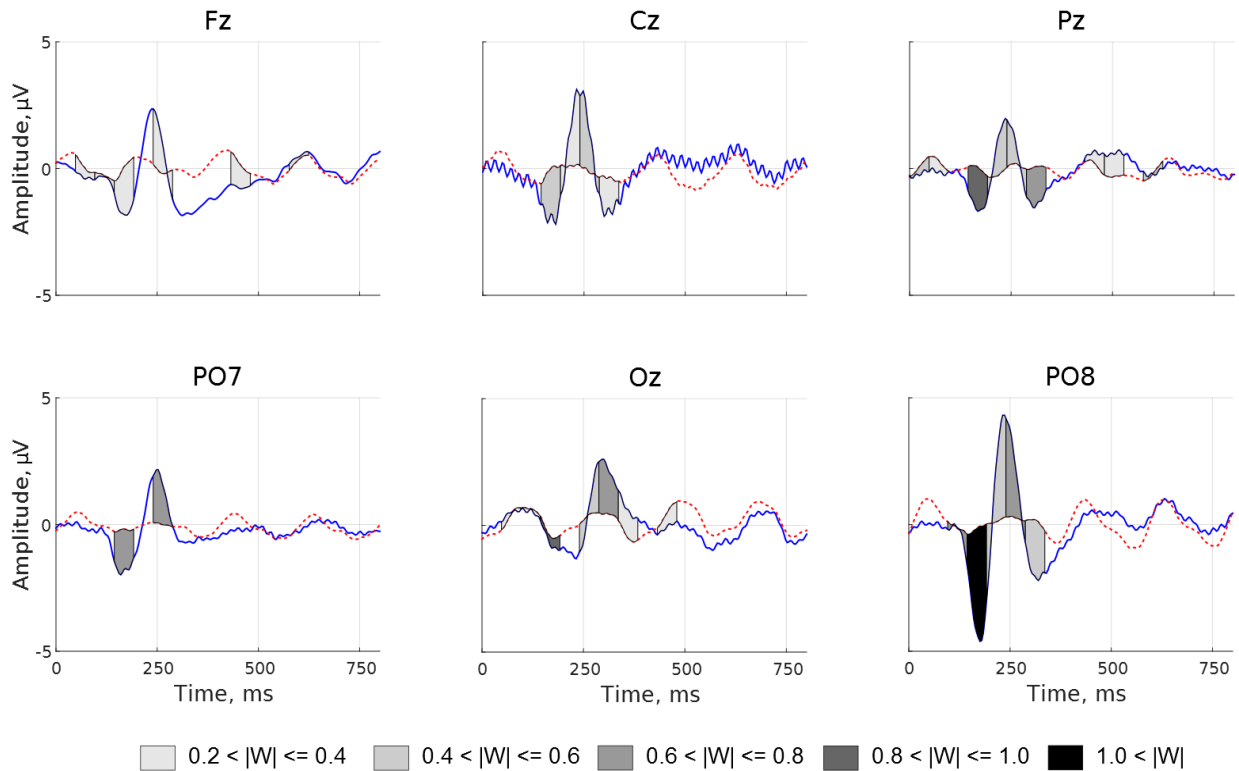 Fz Cz Pz
5
0
-5
Amplitude, µV
PO7 Oz PO8
5
0
-5
Amplitude, µV
0 250 500 750 0 250 500 750 0 250 500 750
Time, ms Time, ms Time, ms
0.2 < |W| <= 0.4 0.4 < |W| <= 0.6 0.6 < |W| <= 0.8 0.8 < |W| <= 1.0 1.0 < |W|